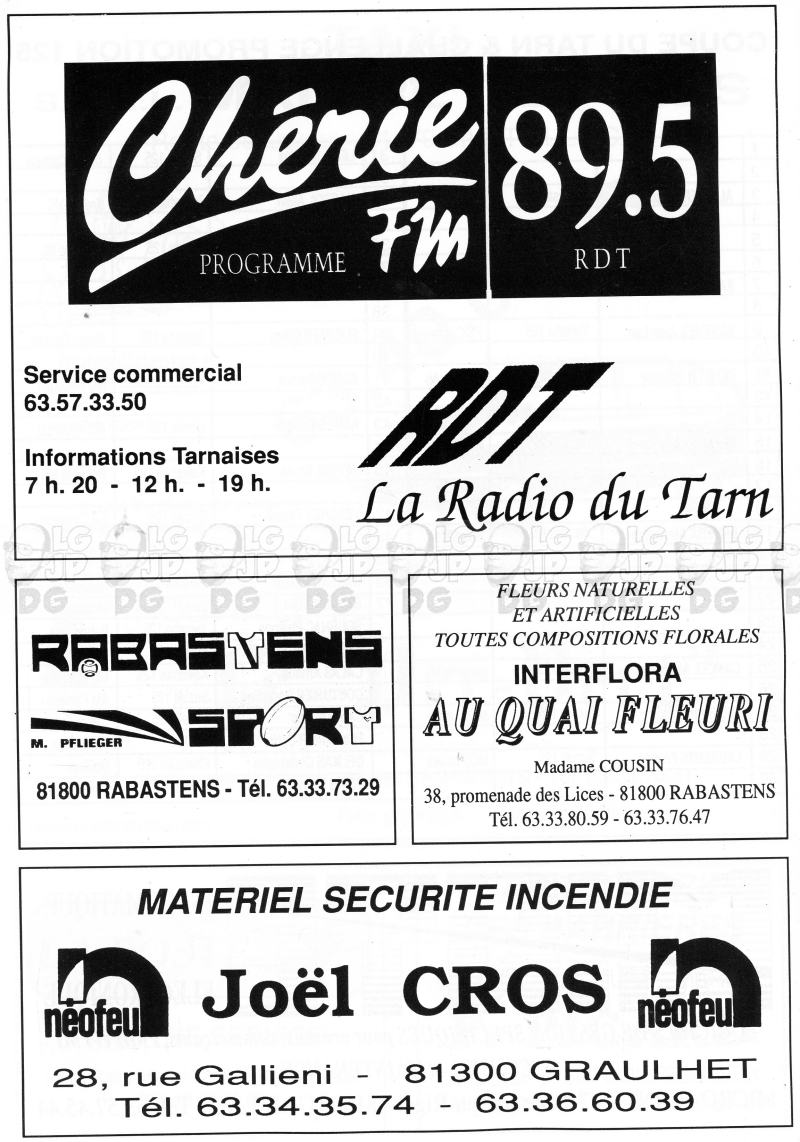 Chérie
FM
PROGRAMME
89.5
RDT
Service commercial
63.57.33.50
Informations Tarnaises
7 h. 20 - 12 h. - 19 h.
RDT
La Radio du Tarn
RABASTENS
SPORT
M. PFLIEGER
81800 RABASTENS - Tél. 63.33.73.29
FLEURS NATURELLES
ET ARTIFICIELLES
TOUTES COMPOSITIONS FLORALES
INTERFLORA
AU QUAI FLEURI
Madame COUSIN
38, promenade des Lices - 81800 RABASTENS
Tél. 63.33.80.59 - 63.33.76.47
MATERIEL SECURITE INCENDIE
néofeu Joël CROS néofeu
28, rue Gallieni - 81300 GRAULHET
Tél. 63.34.35.74 - 63.36.60.39